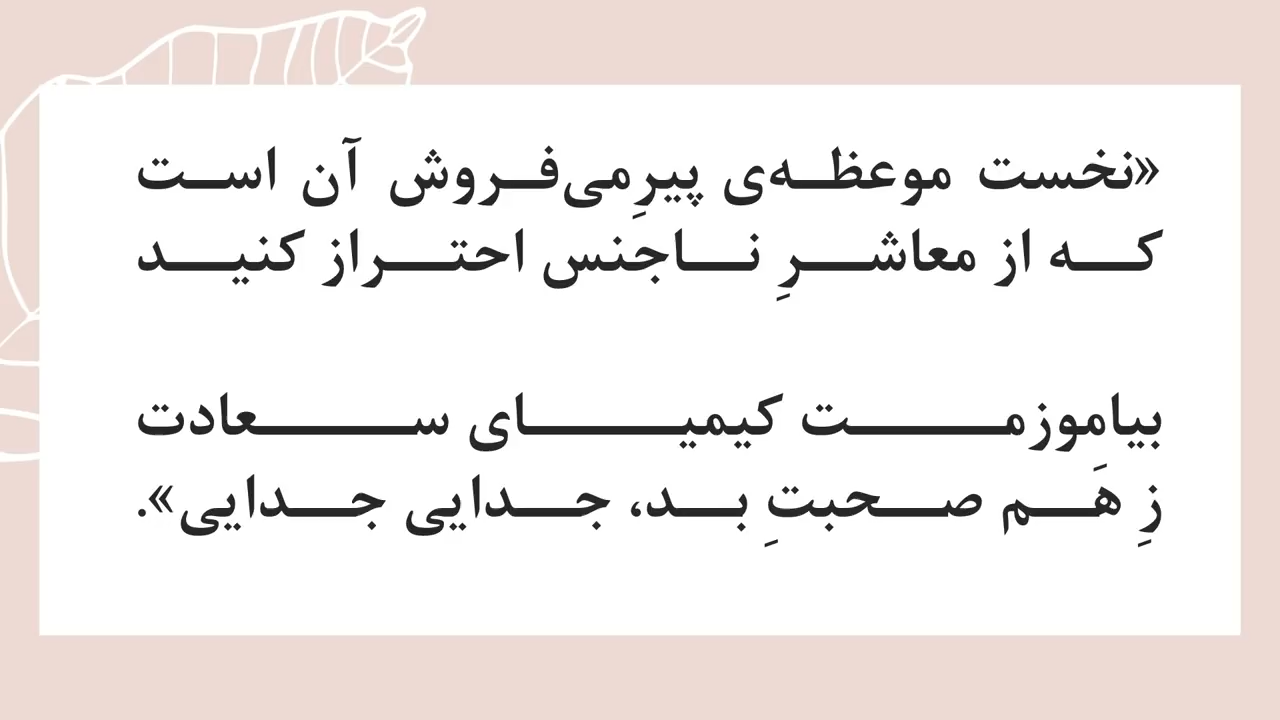 «نخست موعظه‌ی پیرِمی‌فروش آن است
که از معاشرِ ناجنس احتراز کنید
بیاموزمت کیمیای سعادت
زِ هَم صحبتِ بد، جدایی جدایی».